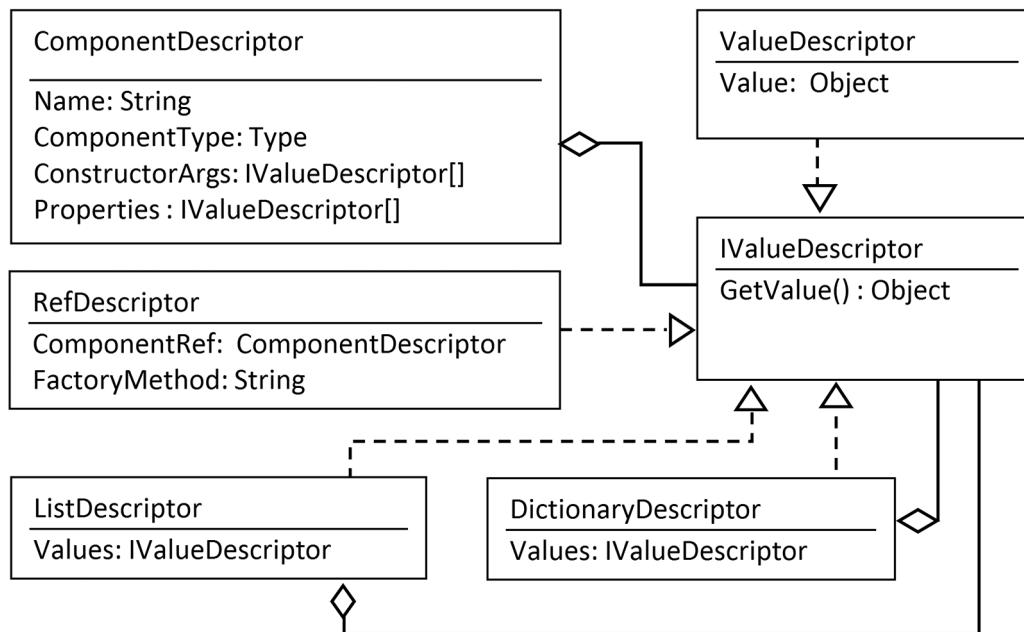 ComponentDescriptor
Name: String
ComponentType: Type
ConstructorArgs: IValueDescriptor[]
Properties : IValueDescriptor[]
ValueDescriptor
Value: Object
IValueDescriptor
GetValue() : Object
RefDescriptor
ComponentRef: ComponentDescriptor
FactoryMethod: String
ListDescriptor
Values: IValueDescriptor
DictionaryDescriptor
Values: IValueDescriptor